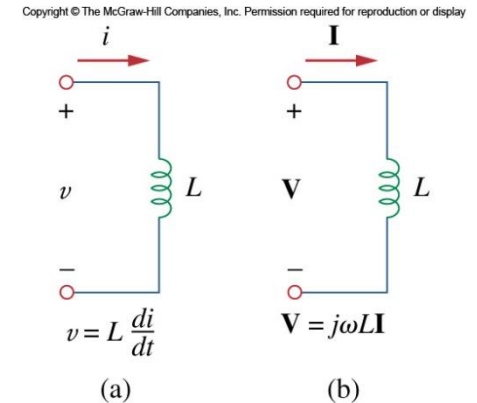 Copyright © The McGraw-Hill Companies, Inc. Permission required for reproduction or display
i I
+ +
v L V L
– –
v = L di/dt V = jωLI
(a) (b)